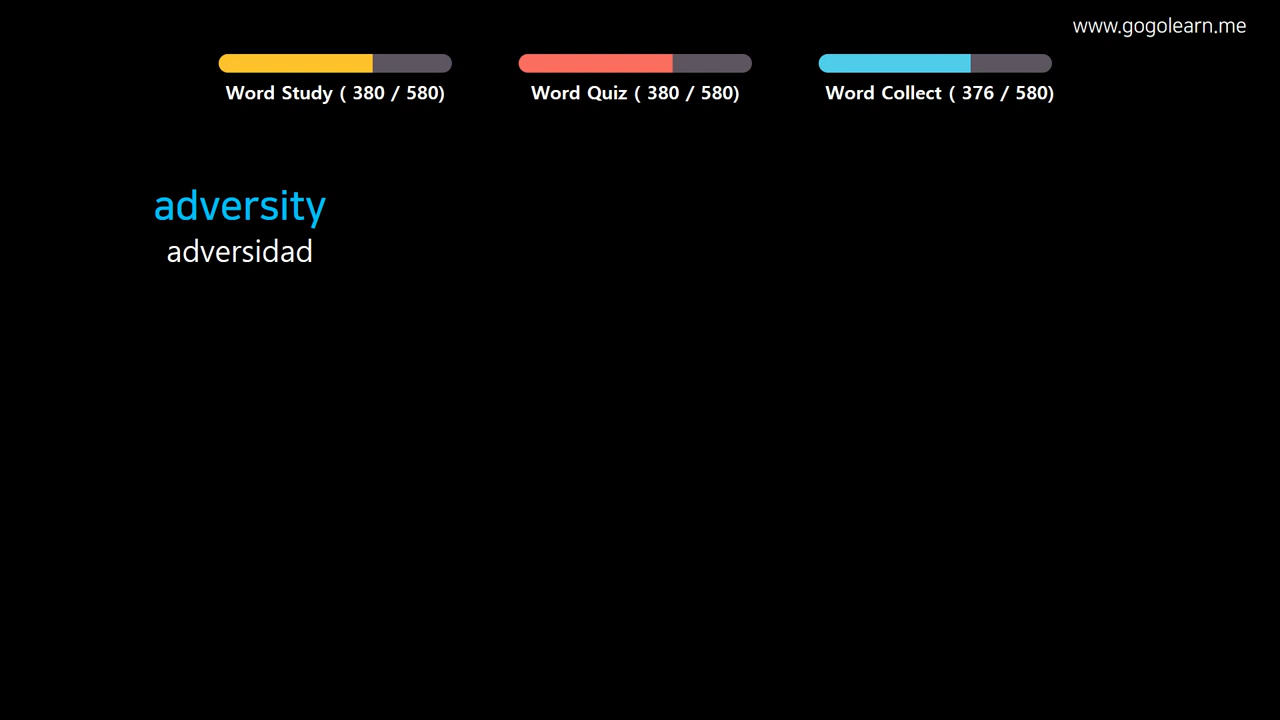 www.gogolearn.me
Word Study ( 380 / 580)
Word Quiz ( 380 / 580)
Word Collect ( 376 / 580)
adversity
adversidad